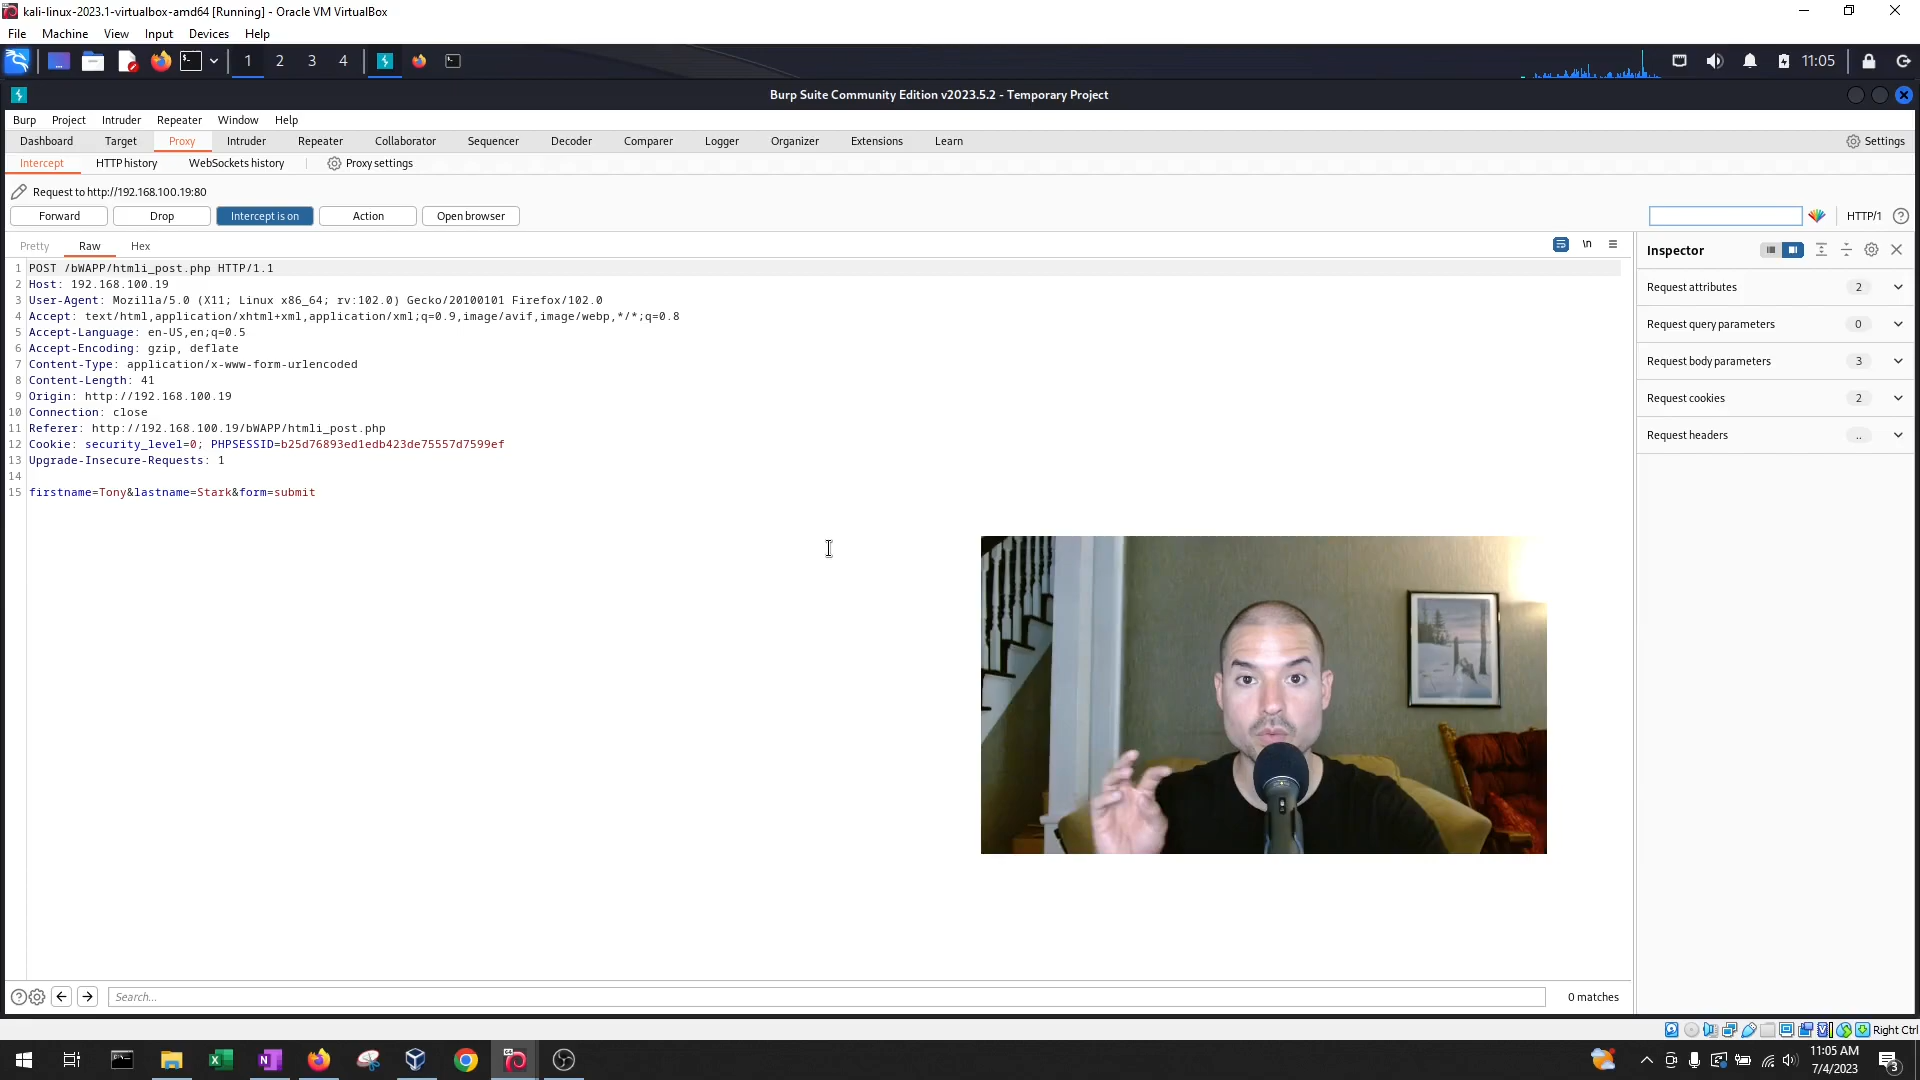 kali-linux-2023.1-virtualbox-amd64 [Running] - Oracle VM VirtualBox
File Machine View Input Devices Help
1 2 3 4 11:05
Burp Suite Community Edition v2023.5.2 - Temporary Project
Burp Project Intruder Repeater Window Help
Dashboard Target Proxy Intruder Repeater Collaborator Sequencer Decoder Comparer Logger Organizer Extensions Learn Settings
Intercept HTTP history WebSockets history Proxy settings
Request to http://192.168.100.19:80
Forward Drop Intercept is on Action Open browser HTTP/1 ?
Pretty Raw Hex \n Inspector
1 POST /bWAPP/htmli_post.php HTTP/1.1
2 Host: 192.168.100.19
3 User-Agent: Mozilla/5.0 (X11; Linux x86_64; rv:102.0) Gecko/20100101 Firefox/102.0
4 Accept: text/html,application/xhtml+xml,application/xml;q=0.9,image/avif,image/webp,*/*;q=0.8
5 Accept-Language: en-US,en;q=0.5
6 Accept-Encoding: gzip, deflate
7 Content-Type: application/x-www-form-urlencoded
8 Content-Length: 41
9 Origin: http://192.168.100.19
10 Connection: close
11 Referer: http://192.168.100.19/bWAPP/htmli_post.php
12 Cookie: security_level=0; PHPSESSID=b25d76893ed1edb423de75557d7599ef
13 Upgrade-Insecure-Requests: 1
14
15 firstname=Tony&lastname=Stark&form=submit
Request attributes 2
Request query parameters 0
Request body parameters 3
Request cookies 2
Request headers ..
? Search... 0 matches
Right Ctrl
11:05 AM
7/4/2023 3